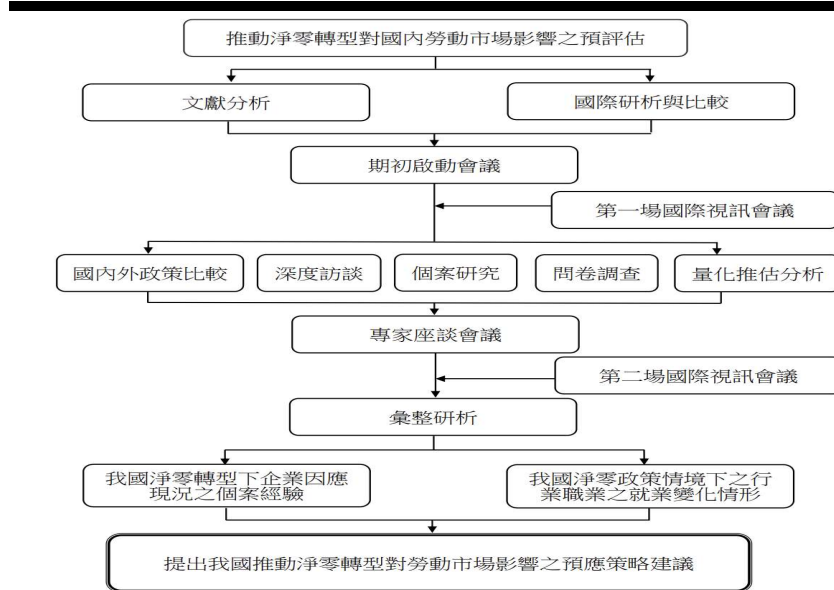 推動淨零轉型對國內勞動市場影響之預評估
文獻分析
國際研析與比較
期初啟動會議
第一場國際視訊會議
國內外政策比較
深度訪談
個案研究
問卷調查
量化推估分析
專家座談會議
第二場國際視訊會議
彙整研析
我國淨零轉型下企業因應
現況之個案經驗
我國淨零政策情境下之行
業職業之就業變化情形
提出我國推動淨零轉型對勞動市場影響之預應策略建議